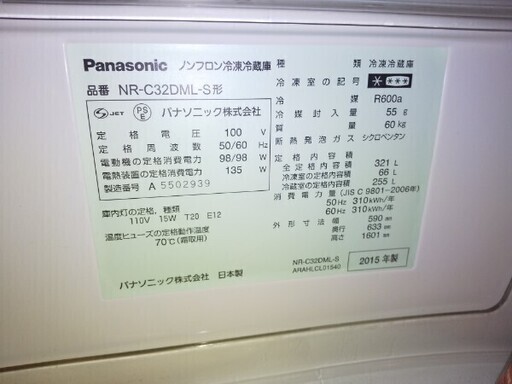 Panasonic ノンフロン冷凍冷蔵庫
品番 NR-C32DML-S形
S JET PSE パナソニック株式会社
定格電圧 100 V
定格周波数 50/60 Hz
電動機の定格消費電力 98/98 W
電熱装置の定格消費電力 135 W
製造番号 A 5502939
庫内灯の定格,種類
110V 15W T20 E12
温度ヒューズの定格動作温度
70℃(霜取用)
パナソニック株式会社 日本製
種類 冷凍冷蔵庫
冷凍室の記号
冷媒 R600a
冷媒封入量 55 g
質量 60 kg
断熱発泡ガス シクロペンタン
定格内容積
全定格内容積 321 L
冷凍室の定格内容積 66 L
冷蔵室の定格内容積 255 L
消費電力量(JIS C 9801-2006年)
50Hz 310kWh/年
60Hz 310kWh/年
外形寸法 幅 590 mm
奥行 633 mm
高さ 1601 mm
NR-C32DML-S
ARAHLCL01540
2015年製